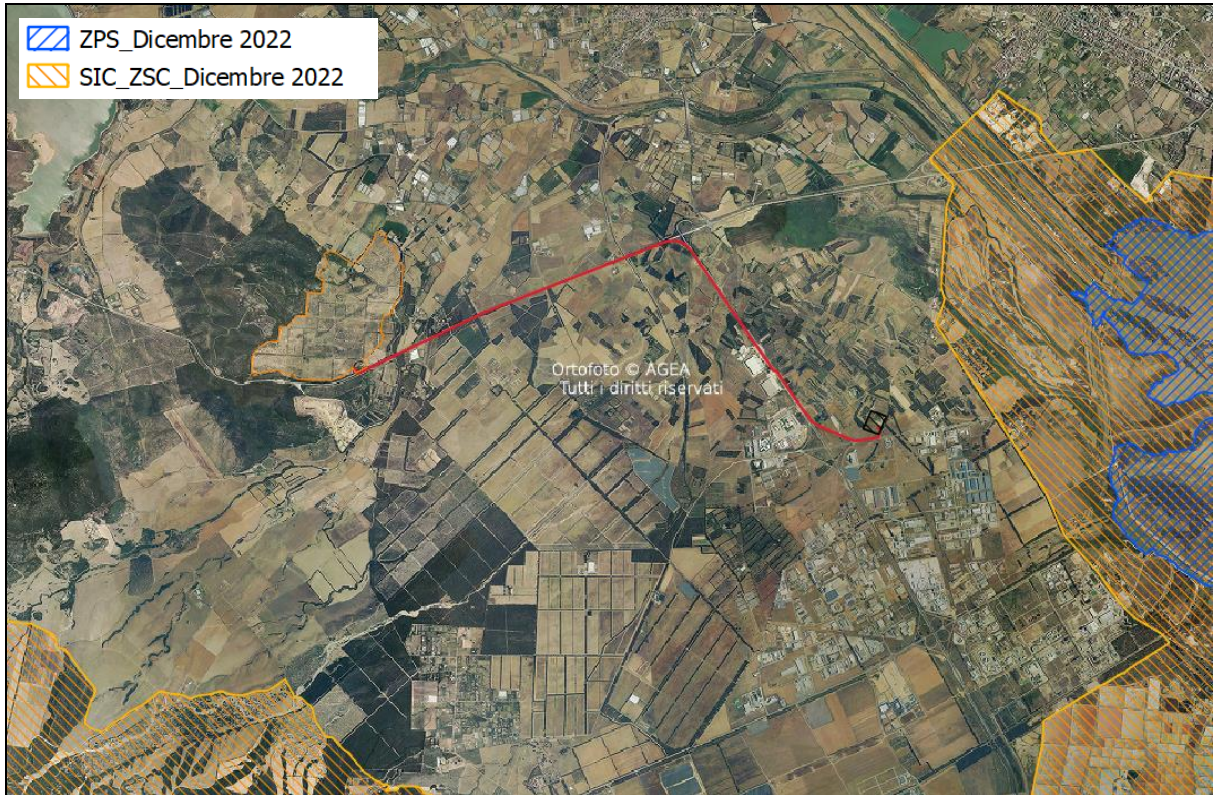 ZPS_Dicembre 2022
SIC_ZSC_Dicembre 2022
Ortofoto © AGEA
Tutti i diritti riservati